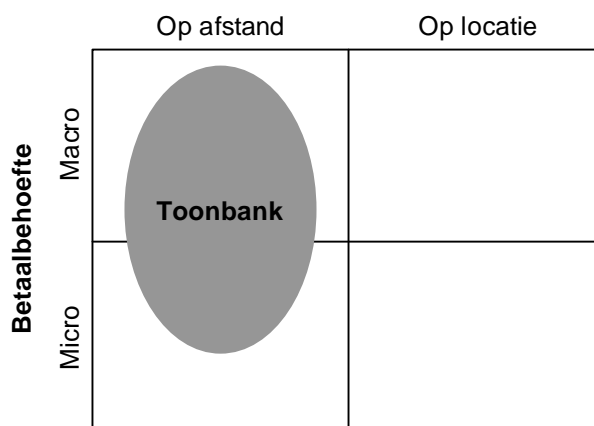 Op afstand
Op locatie
Betaalbehoefte
Macro
Toonbank
Micro